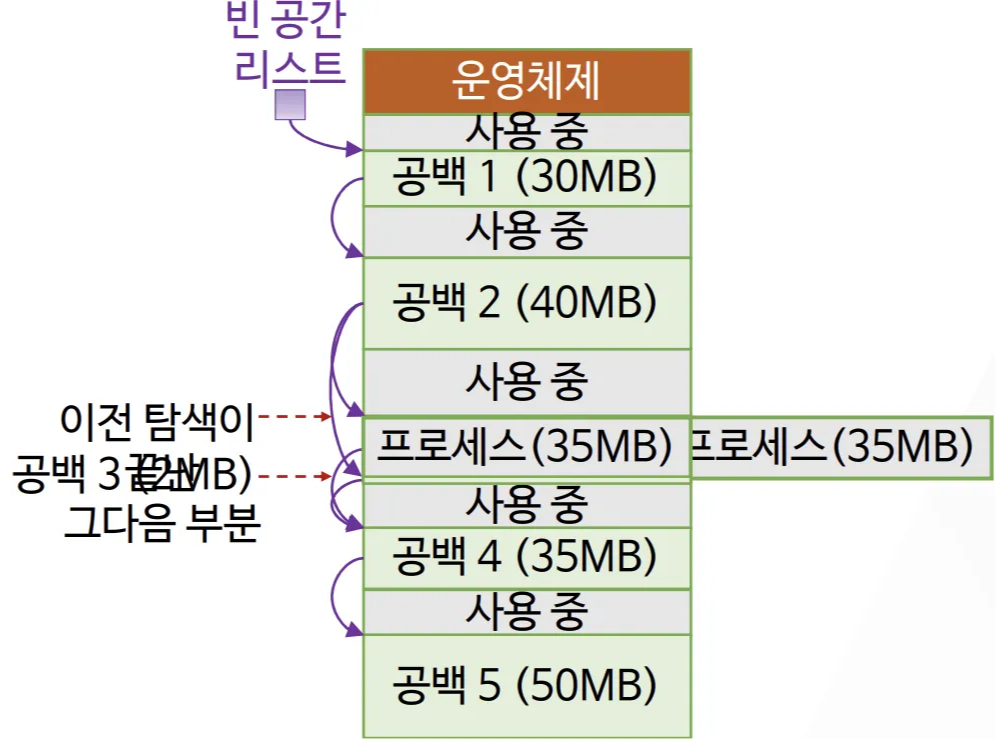 빈 공간
리스트
운영체제
사용 중
공백 1 (30MB)
사용 중
공백 2 (40MB)
사용 중
이전 탐색이
프로세스(35MB)
프로세스(35MB)
공백 3 (2MB)
끝난
그다음 부분
사용 중
공백 4 (35MB)
사용 중
공백 5 (50MB)